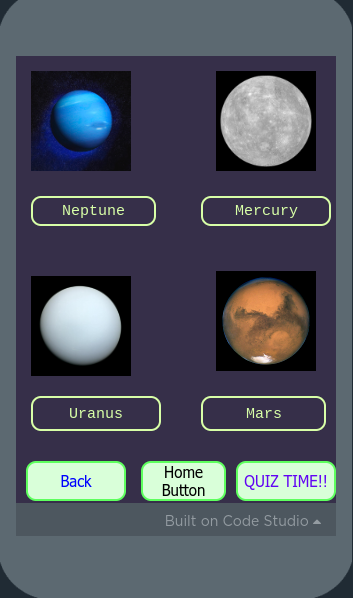 Neptune
Mercury
Uranus
Mars
Back
Home
Button
QUIZ TIME!!
Built on Code Studio